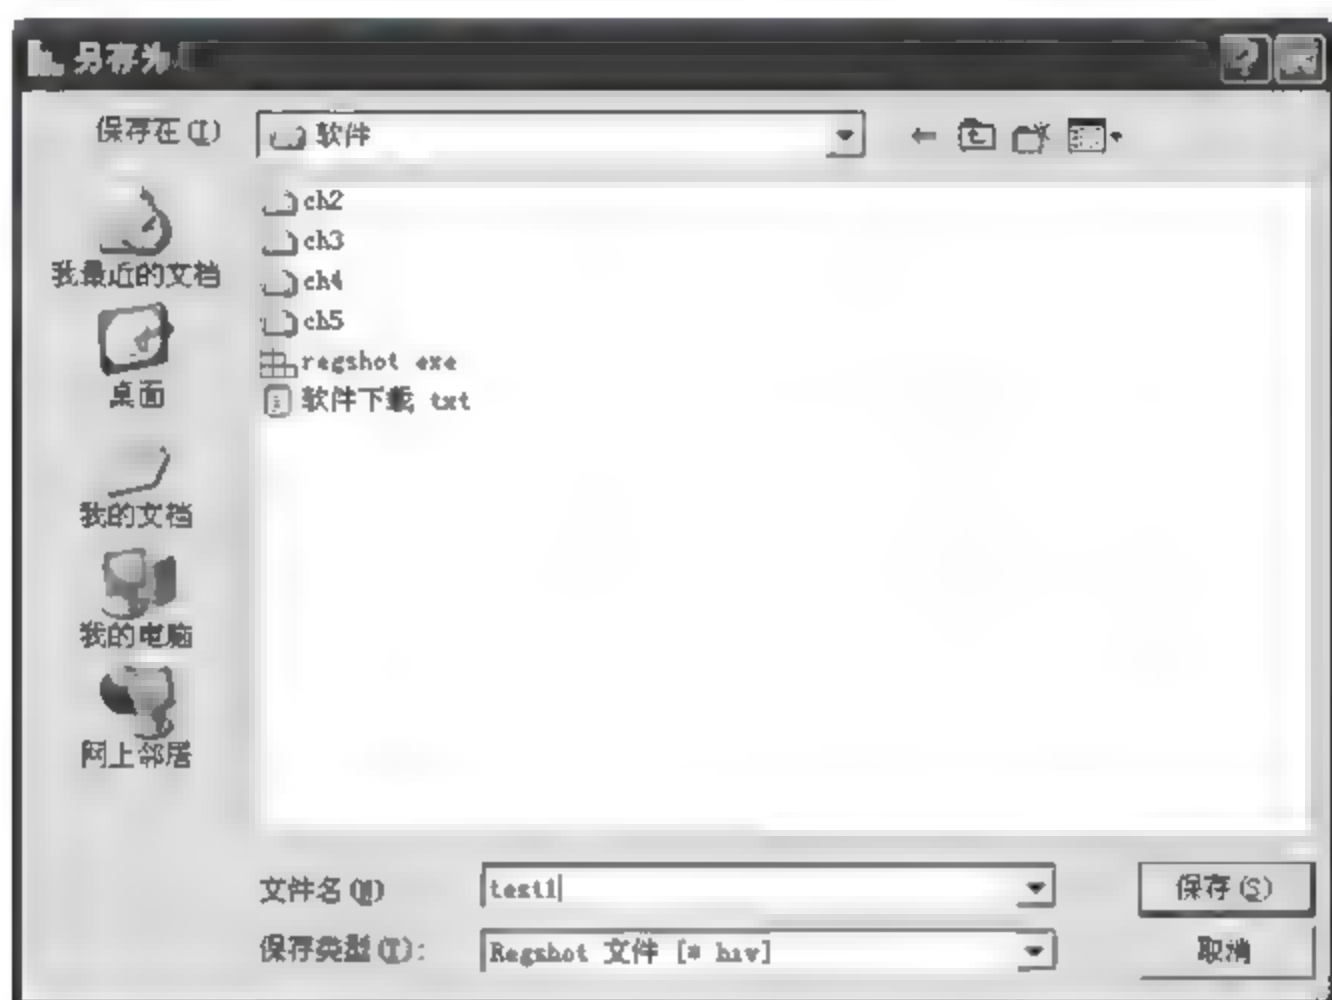 另存为
保存在(I)
软件
ch2
ch3
ch4
ch5
regshot exe
软件下载 txt
我最近的文档
桌面
我的文档
我的电脑
网上邻居
文件名(N)
test1
保存(S)
保存类型(T):
Regshot 文件 [* hiv]
取消